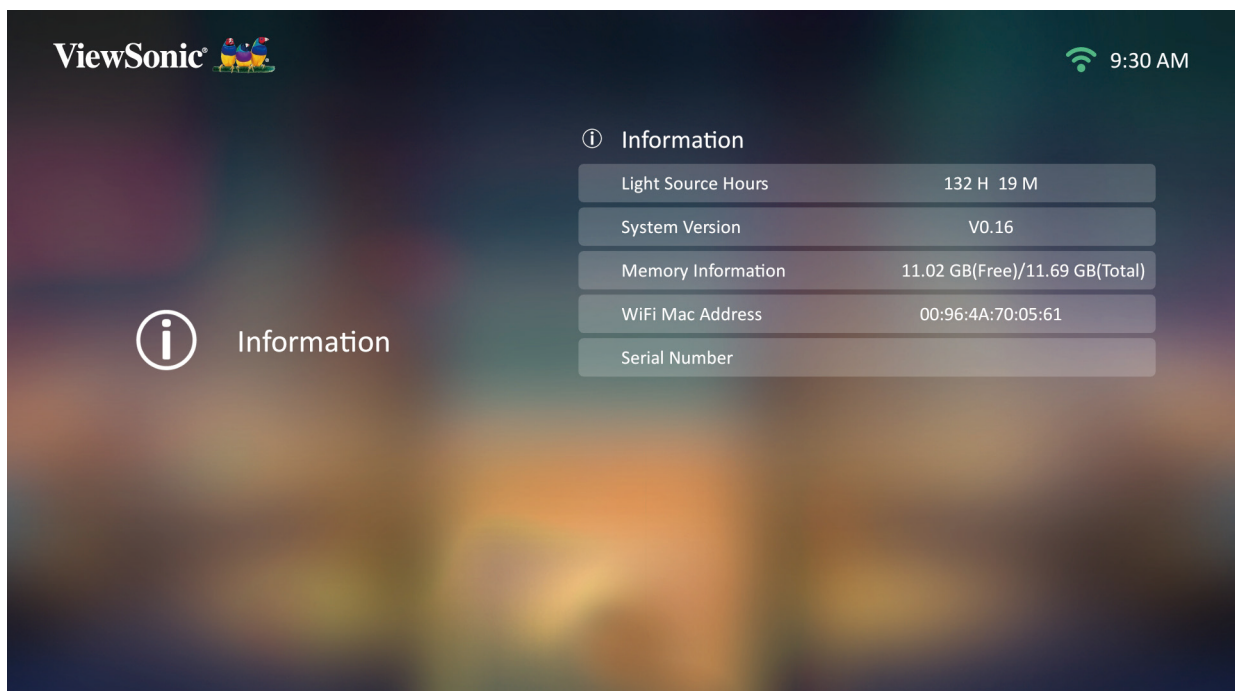 ViewSonic®
9:30 AM
Information
Light Source Hours 132 H 19 M
System Version V0.16
Memory Information 11.02 GB(Free)/11.69 GB(Total)
WiFi Mac Address 00:96:4A:70:05:61
Serial Number
Information